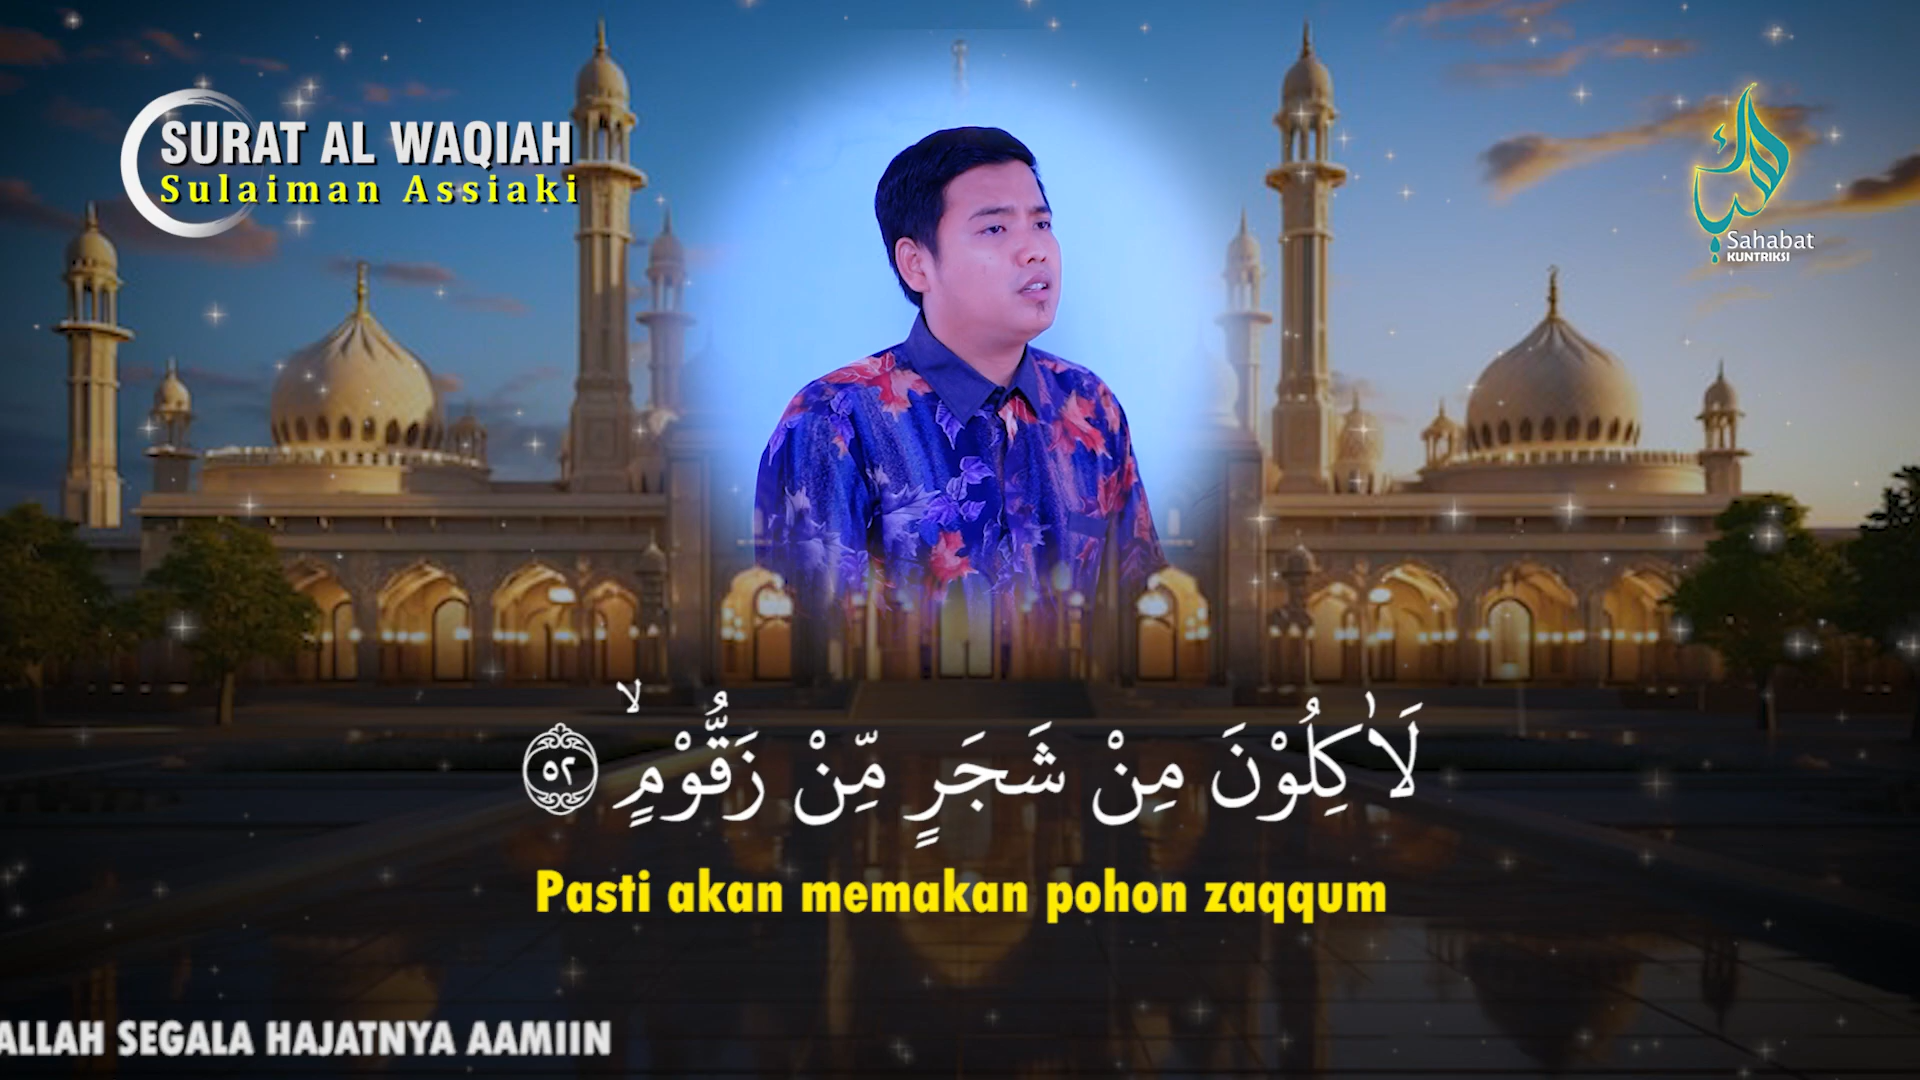 SURAT AL WAQIAH
Sulaiman Assiaki
Sahabat
KUNTRIKSI
لَاٰكِلُوْنَ مِنْ شَجَرٍ مِّنْ زَقُّوْمٍۙ ۝٥٢
Pasti akan memakan pohon zaqqum
ALLAH SEGALA HAJATNYA AAMIIN